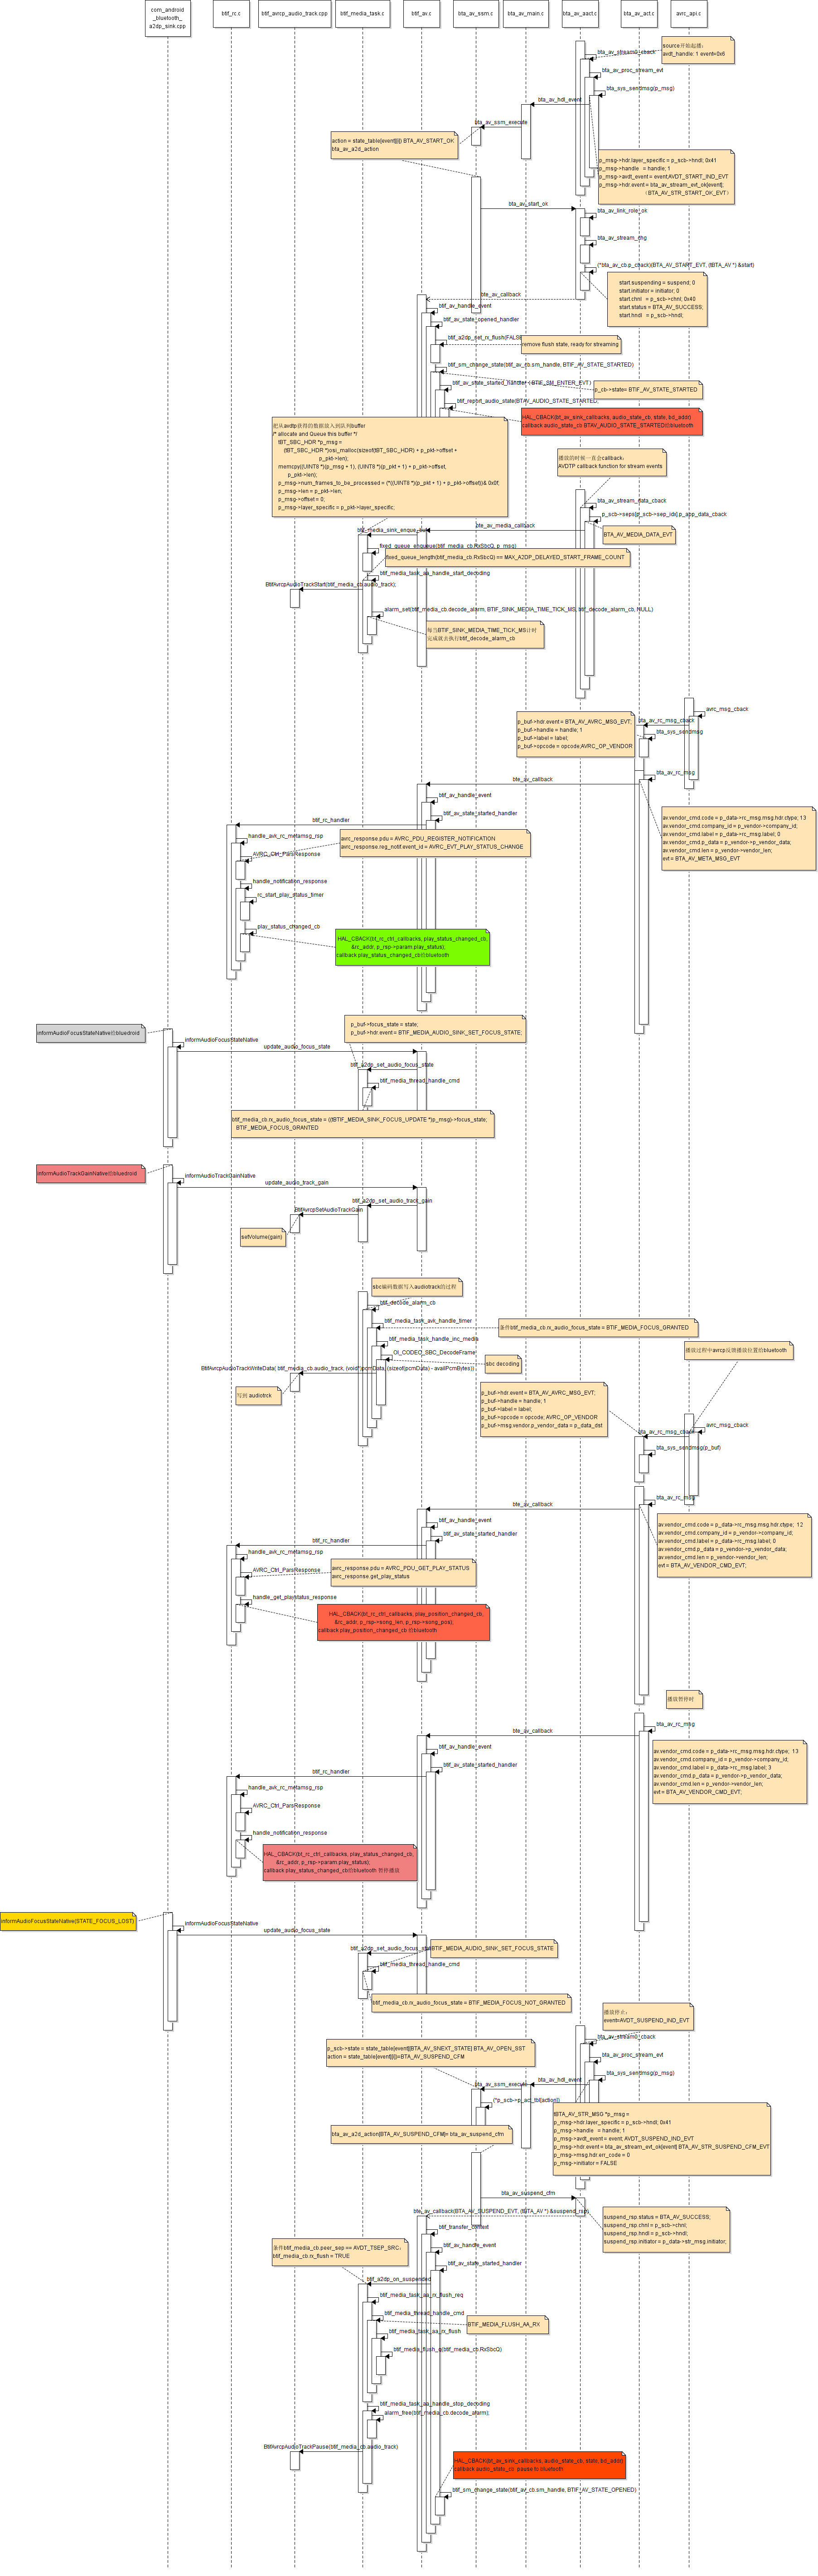 com_android
_bluetooth_
a2dp_sink.cpp
btif_rc.c
btif_avrcp_audio_track.cpp
btif_media_task.c
btif_av.c
bta_av_ssm.c
bta_av_main.c
bta_av_aact.c
bta_av_act.c
avrc_api.c
source开始起播：
avdt_handle: 1 event=0x6
bta_av_stream0_cback
bta_av_proc_stream_evt
bta_sys_sendmsg(p_msg)
bta_av_hdl_event
bta_av_ssm_execute
action = state_table[event][i]) BTA_AV_START_OK
bta_av_a2d_action
p_msg->hdr.layer_specific = p_scb->hndl; 0x41
p_msg->handle = handle; 1
p_msg->avdt_event = event;AVDT_START_IND_EVT
p_msg->hdr.event = bta_av_stream_evt_ok[event];
（BTA_AV_STR_START_OK_EVT）
bta_av_start_ok
bta_av_link_role_ok
bta_av_stream_chg
(*bta_av_cb.p_cback)(BTA_AV_START_EVT, (tBTA_AV *) &start)
start.suspending = suspend; 0
start.initiator = initiator; 0
start.chnl = p_scb->chnl; 0x40
start.status = BTA_AV_SUCCESS;
start.hndl = p_scb->hndl;
bte_av_callback
btif_av_handle_event
btif_av_state_opened_handler
btif_a2dp_set_rx_flush(FALSE
remove flush state, ready for streaming
btif_sm_change_state(btif_av_cb.sm_handle, BTIF_AV_STATE_STARTED)
btif_av_state_started_handler ( BTIF_SM_ENTER_EVT )
p_cb->state= BTIF_AV_STATE_STARTED
btif_report_audio_state(BTAV_AUDIO_STATE_STARTED,
HAL_CBACK(bt_av_sink_callbacks, audio_state_cb, state, bd_addr)
callback audio_state_cb BTAV_AUDIO_STATE_STARTED给bluetooth
把从avdtp获得的数据放入到队列buffer
/* allocate and Queue this buffer */
tBT_SBC_HDR *p_msg =
(tBT_SBC_HDR *)osi_malloc(sizeof(tBT_SBC_HDR) + p_pkt->offset +
p_pkt->len);
memcpy((UINT8 *)(p_msg + 1), (UINT8 *)(p_pkt + 1) + p_pkt->offset,
p_pkt->len);
p_msg->num_frames_to_be_processed = (*((UINT8 *)(p_pkt + 1) + p_pkt->offset))& 0x0f;
p_msg->len = p_pkt->len;
p_msg->offset = 0;
p_msg->layer_specific = p_pkt->layer_specific;
播放的时候一直会callback：
AVDTP callback function for stream events
bta_av_stream_data_cback
p_scb->seps[p_scb->sep_idx].p_app_data_cback
bte_av_media_callback
BTA_AV_MEDIA_DATA_EVT
fixed_queue_enqueue(btif_media_cb.RxSbcQ, p_msg)
fixed_queue_length(btif_media_cb.RxSbcQ) == MAX_A2DP_DELAYED_START_FRAME_COUNT
btif_media_task_aa_handle_start_decoding
BtifAvrcpAudioTrackStart(btif_media_cb.audio_track);
alarm_set(btif_media_cb.decode_alarm, BTIF_SINK_MEDIA_TIME_TICK_MS, btif_decode_alarm_cb, NULL)
每当BTIF_SINK_MEDIA_TIME_TICK_MS计时
完成就去执行btif_decode_alarm_cb
avrc_msg_cback
bta_av_rc_msg_cback
bta_sys_sendmsg
p_buf->hdr.event = BTA_AV_AVRC_MSG_EVT;
p_buf->handle = handle; 1
p_buf->label = label;
p_buf->opcode = opcode;AVRC_OP_VENDOR
bta_av_rc_msg
bte_av_callback
btif_av_handle_event
btif_av_state_started_handler
av.vendor_cmd.code = p_data->rc_msg.msg.hdr.ctype; 13
av.vendor_cmd.company_id = p_vendor->company_id;
av.vendor_cmd.label = p_data->rc_msg.label; 0
av.vendor_cmd.p_data = p_vendor->p_vendor_data;
av.vendor_cmd.len = p_vendor->vendor_len;
evt = BTA_AV_META_MSG_EVT
btif_rc_handler
handle_avk_rc_metamsg_rsp
AVRC_Ctrl_ParsResponse
avrc_response.pdu = AVRC_PDU_REGISTER_NOTIFICATION
avrc_response.reg_notif.event_id = AVRC_EVT_PLAY_STATUS_CHANGE
handle_notification_response
rc_start_play_status_timer
play_status_changed_cb
HAL_CBACK(bt_rc_ctrl_callbacks, play_status_changed_cb,
&rc_addr, p_rsp->param.play_status);
callback play_status_changed_cb给bluetooth
informAudioFocusStateNative给bluedroid
informAudioFocusStateNative
update_audio_focus_state
p_buf->focus_state = state;
p_buf->hdr.event = BTIF_MEDIA_AUDIO_SINK_SET_FOCUS_STATE;
btif_a2dp_set_audio_focus_state
btif_media_thread_handle_cmd
btif_media_cb.rx_audio_focus_state = ((tBTIF_MEDIA_SINK_FOCUS_UPDATE *)p_msg)->focus_state;
BTIF_MEDIA_FOCUS_GRANTED
informAudioTrackGainNative给bluedroid
informAudioTrackGainNative
update_audio_track_gain
btif_a2dp_set_audio_track_gain
BtifAvrcpSetAudioTrackGain
setVolume(gain)
sbc编码数据写入audiotrack的过程
btif_decode_alarm_cb
btif_media_task_avk_handle_timer
条件btif_media_cb.rx_audio_focus_state = BTIF_MEDIA_FOCUS_GRANTED
btif_media_task_handle_inc_media
OI_CODEC_SBC_DecodeFrame
sbc decoding
BtifAvrcpAudioTrackWriteData( btif_media_cb.audio_track, (void*)pcmData, (sizeof(pcmData) - availPcmBytes))
写到 audiotrck
播放过程中avrcp反馈播放位置给bluetooth
p_buf->hdr.event = BTA_AV_AVRC_MSG_EVT;
p_buf->handle = handle; 1
p_buf->label = label;
p_buf->opcode = opcode; AVRC_OP_VENDOR
p_buf->msg.vendor.p_vendor_data = p_data_dst
avrc_msg_cback
bta_av_rc_msg_cback
bta_sys_sendmsg(p_buf)
bta_av_rc_msg
bte_av_callback
btif_av_handle_event
btif_av_state_started_handler
av.vendor_cmd.code = p_data->rc_msg.msg.hdr.ctype; 12
av.vendor_cmd.company_id = p_vendor->company_id;
av.vendor_cmd.label = p_data->rc_msg.label; 0
av.vendor_cmd.p_data = p_vendor->p_vendor_data;
av.vendor_cmd.len = p_vendor->vendor_len;
evt = BTA_AV_VENDOR_CMD_EVT;
btif_rc_handler
handle_avk_rc_metamsg_rsp
AVRC_Ctrl_ParsResponse
avrc_response.pdu = AVRC_PDU_GET_PLAY_STATUS
avrc_response.get_play_status
handle_get_playstatus_response
HAL_CBACK(bt_rc_ctrl_callbacks, play_position_changed_cb,
&rc_addr, p_rsp->song_len, p_rsp->song_pos);
callback play_position_changed_cb 给bluetooth
播放暂停时
bta_av_rc_msg
bte_av_callback
btif_av_handle_event
btif_av_state_started_handler
av.vendor_cmd.code = p_data->rc_msg.msg.hdr.ctype; 13
av.vendor_cmd.company_id = p_vendor->company_id;
av.vendor_cmd.label = p_data->rc_msg.label; 3
av.vendor_cmd.p_data = p_vendor->p_vendor_data;
av.vendor_cmd.len = p_vendor->vendor_len;
evt = BTA_AV_VENDOR_CMD_EVT;
btif_rc_handler
handle_avk_rc_metamsg_rsp
AVRC_Ctrl_ParsResponse
handle_notification_response
HAL_CBACK(bt_rc_ctrl_callbacks, play_status_changed_cb,
&rc_addr, p_rsp->param.play_status);
callback play_status_changed_cb给bluetooth 暂停播放
informAudioFocusStateNative(STATE_FOCUS_LOST)
informAudioFocusStateNative
update_audio_focus_state
btif_a2dp_set_audio_focus_state
BTIF_MEDIA_AUDIO_SINK_SET_FOCUS_STATE
btif_media_thread_handle_cmd
btif_media_cb.rx_audio_focus_state = BTIF_MEDIA_FOCUS_NOT_GRANTED
播放停止：
event=AVDT_SUSPEND_IND_EVT
bta_av_stream0_cback
bta_av_proc_stream_evt
bta_sys_sendmsg(p_msg)
p_scb->state = state_table[event][BTA_AV_SNEXT_STATE] BTA_AV_OPEN_SST
action = state_table[event][i])=BTA_AV_SUSPEND_CFM
bta_av_hdl_event
bta_av_ssm_execute
(*p_scb->p_act_tbl[action])
tBTA_AV_STR_MSG *p_msg =
p_msg->hdr.layer_specific = p_scb->hndl; 0x41
p_msg->handle = handle; 1
p_msg->avdt_event = event; AVDT_SUSPEND_IND_EVT
p_msg->hdr.event = bta_av_stream_evt_ok[event] BTA_AV_STR_SUSPEND_CFM_EVT
p_msg->msg.hdr.err_code = 0
p_msg->initiator = FALSE
bta_av_a2d_action[BTA_AV_SUSPEND_CFM]= bta_av_suspend_cfm
bta_av_suspend_cfm
bte_av_callback(BTA_AV_SUSPEND_EVT, (tBTA_AV *) &suspend_rsp)
suspend_rsp.status = BTA_AV_SUCCESS;
suspend_rsp.chnl = p_scb->chnl;
suspend_rsp.hndl = p_scb->hndl;
suspend_rsp.initiator = p_data->str_msg.initiator;
btif_transfer_context
btif_av_handle_event
btif_av_state_started_handler
条件btif_media_cb.peer_sep == AVDT_TSEP_SRC；
btif_media_cb.rx_flush = TRUE
btif_a2dp_on_suspended
btif_media_task_aa_rx_flush_req
btif_media_thread_handle_cmd
BTIF_MEDIA_FLUSH_AA_RX
btif_media_task_aa_rx_flush
btif_media_flush_q(btif_media_cb.RxSbcQ)
btif_media_task_aa_handle_stop_decoding
alarm_free(btif_media_cb.decode_alarm);
BtifAvrcpAudioTrackPause(btif_media_cb.audio_track)
HAL_CBACK(bt_av_sink_callbacks, audio_state_cb, state, bd_addr)
callback audio_state_cb pause to bluetooth
btif_sm_change_state(btif_av_cb.sm_handle, BTIF_AV_STATE_OPENED)